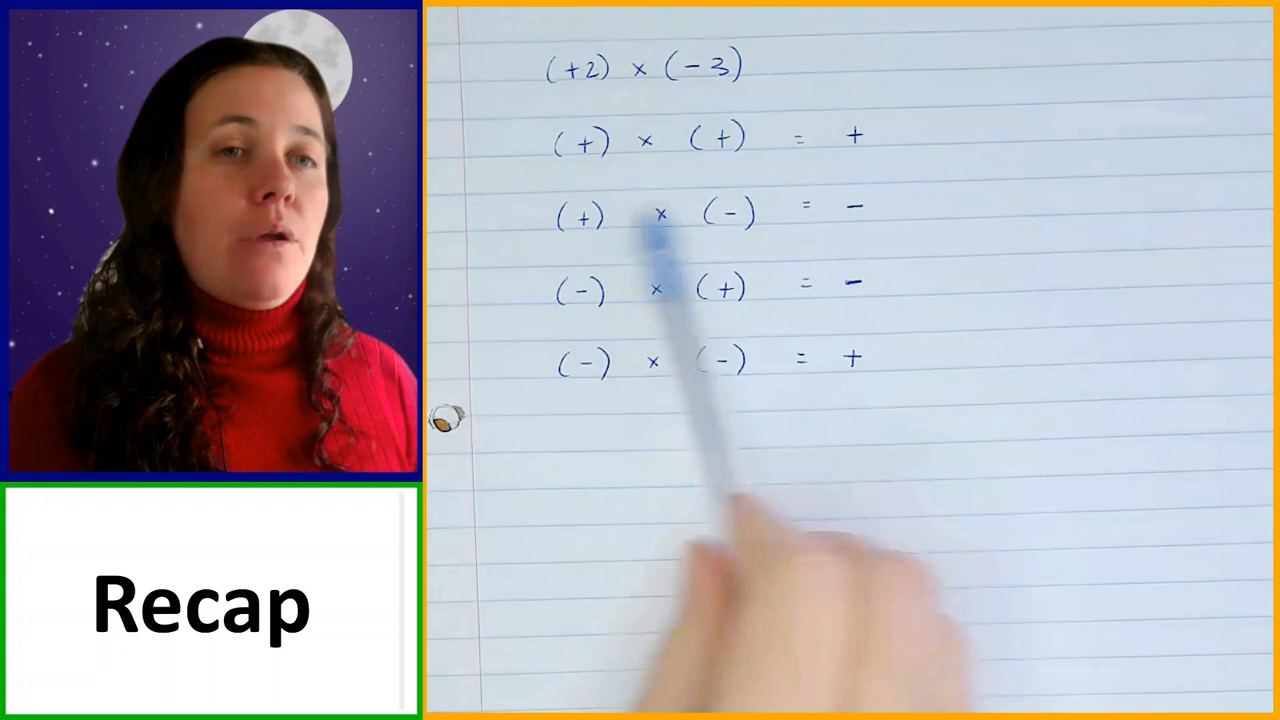 (+2) × (-3)
(+) × (+) = +
(+) × (-) = -
(-) × (+) = -
(-) × (-) = +
Recap